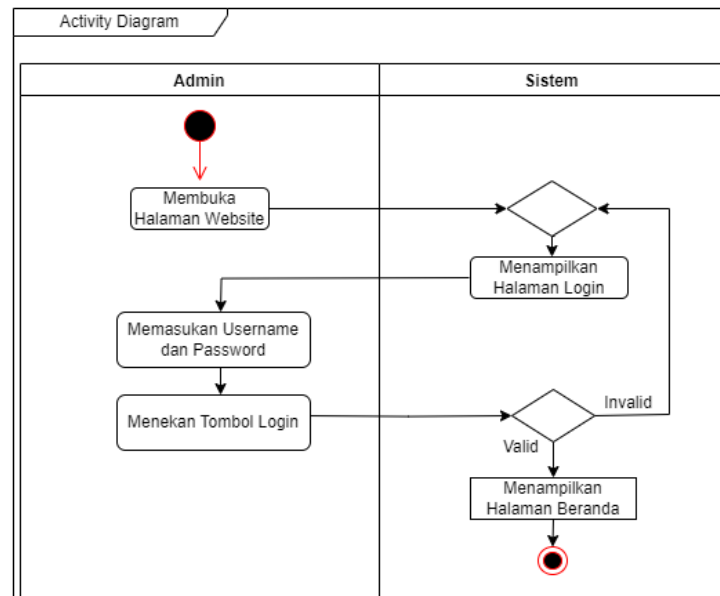 Activity Diagram
Admin
Sistem
Membuka
Halaman Website
Menampilkan
Halaman Login
Memasukan Username
dan Password
Menekan Tombol Login
Invalid
Valid
Menampilkan
Halaman Beranda